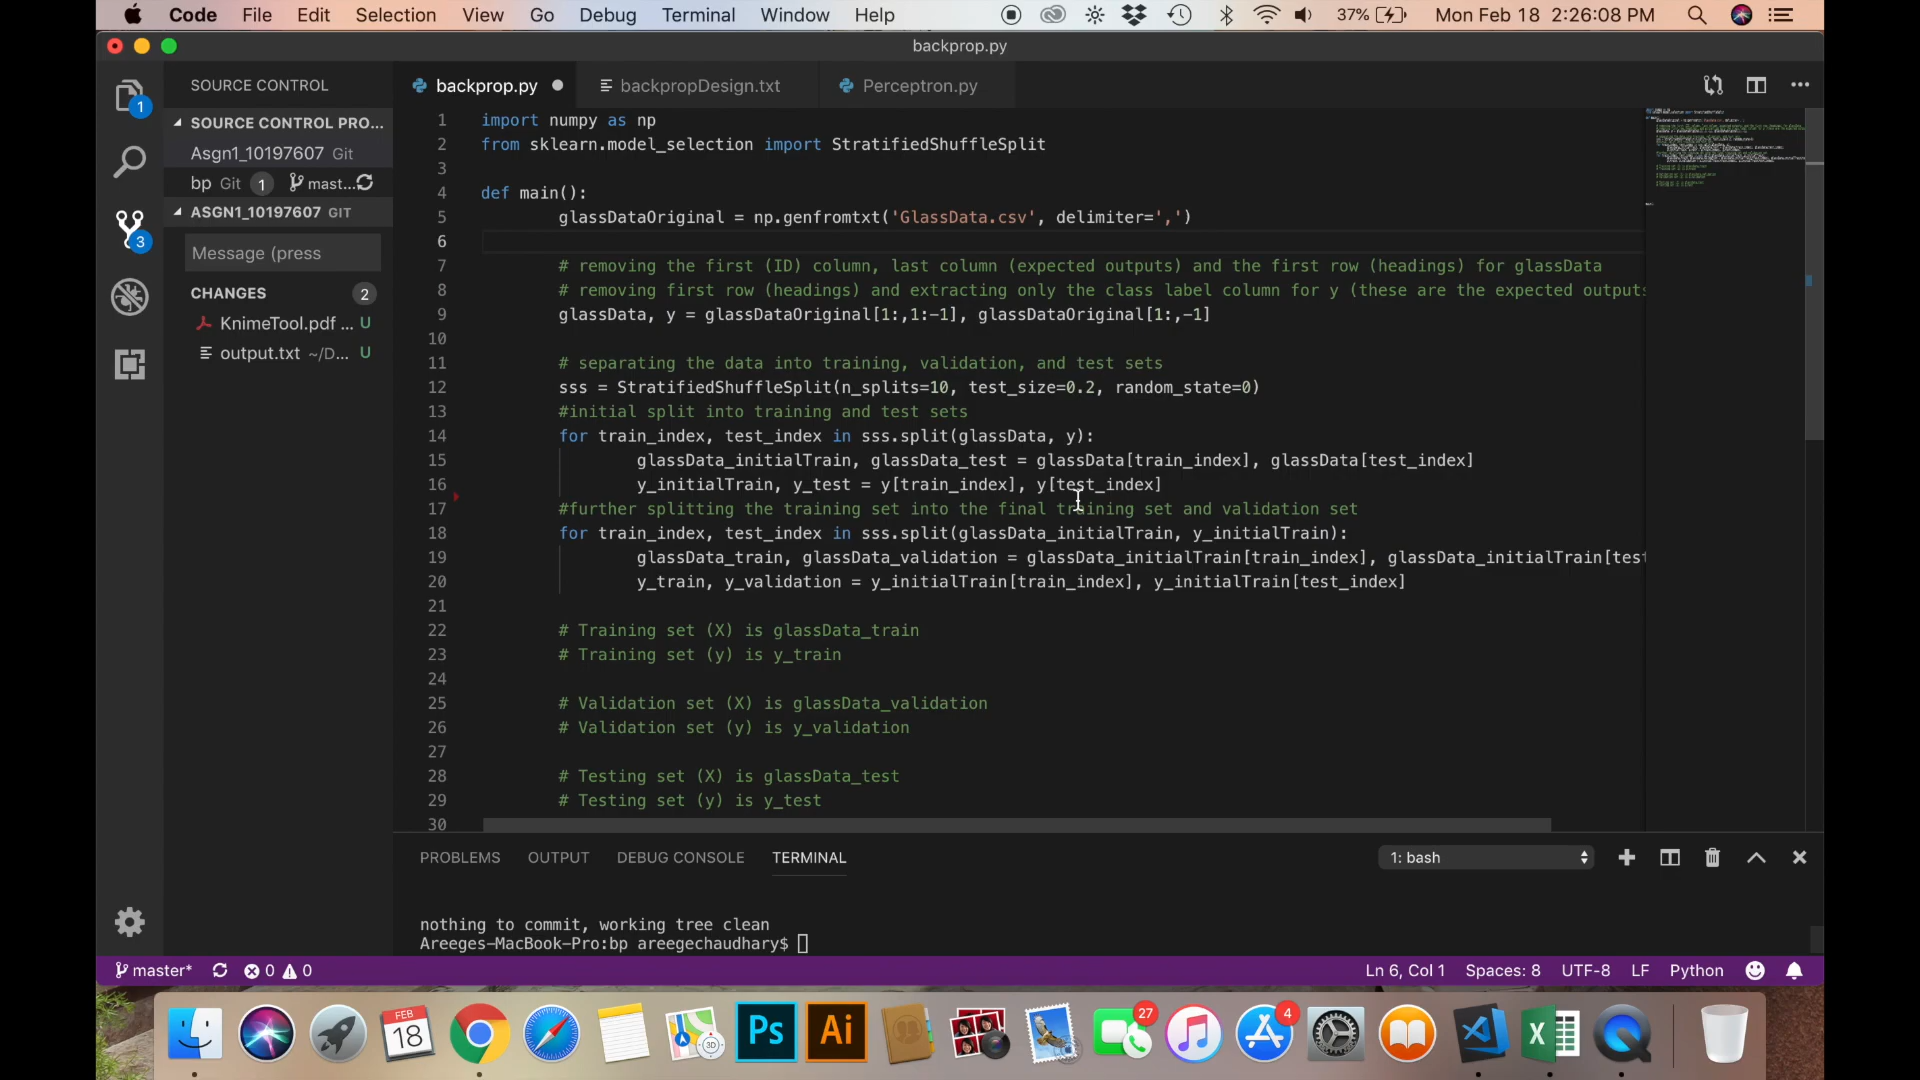 Code File Edit Selection View Go Debug Terminal Window Help 37% Mon Feb 18 2:26:08 PM
backprop.py
SOURCE CONTROL
backprop.py backpropDesign.txt Perceptron.py
1
SOURCE CONTROL PRO...
Asgn1_10197607 Git
bp Git 1 mast...
ASGN1_10197607 GIT
3
Message (press
CHANGES 2
KnimeTool.pdf ... U
output.txt ~/D... U
1 import numpy as np
2 from sklearn.model_selection import StratifiedShuffleSplit
3
4 def main():
5 glassDataOriginal = np.genfromtxt('GlassData.csv', delimiter=',')
6
7 # removing the first (ID) column, last column (expected outputs) and the first row (headings) for glassData
8 # removing first row (headings) and extracting only the class label column for y (these are the expected outputs
9 glassData, y = glassDataOriginal[1:,1:-1], glassDataOriginal[1:,-1]
10
11 # separating the data into training, validation, and test sets
12 sss = StratifiedShuffleSplit(n_splits=10, test_size=0.2, random_state=0)
13 #initial split into training and test sets
14 for train_index, test_index in sss.split(glassData, y):
15 glassData_initialTrain, glassData_test = glassData[train_index], glassData[test_index]
16 y_initialTrain, y_test = y[train_index], y[test_index]
17 #further splitting the training set into the final training set and validation set
18 for train_index, test_index in sss.split(glassData_initialTrain, y_initialTrain):
19 glassData_train, glassData_validation = glassData_initialTrain[train_index], glassData_initialTrain[test
20 y_train, y_validation = y_initialTrain[train_index], y_initialTrain[test_index]
21
22 # Training set (X) is glassData_train
23 # Training set (y) is y_train
24
25 # Validation set (X) is glassData_validation
26 # Validation set (y) is y_validation
27
28 # Testing set (X) is glassData_test
29 # Testing set (y) is y_test
30
PROBLEMS OUTPUT DEBUG CONSOLE TERMINAL 1: bash
nothing to commit, working tree clean
Areeges-MacBook-Pro:bp areegechaudhary$
master* 0 0 Ln 6, Col 1 Spaces: 8 UTF-8 LF Python
FEB
18
3D
Ps
Ai
27
4
X